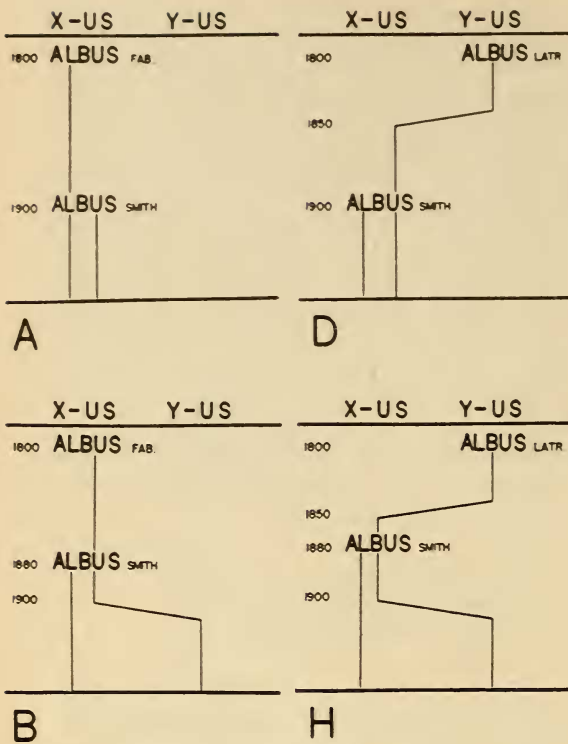 X-US Y-US
1800 ALBUS FAB.
1900 ALBUS SMITH
A
X-US Y-US
1800 ALBUS LATR.
1850
1900 ALBUS SMITH
D
X-US Y-US
1800 ALBUS FAB.
1880 ALBUS SMITH
1900
B
X-US Y-US
1800 ALBUS LATR.
1850
1880 ALBUS SMITH
1900
H